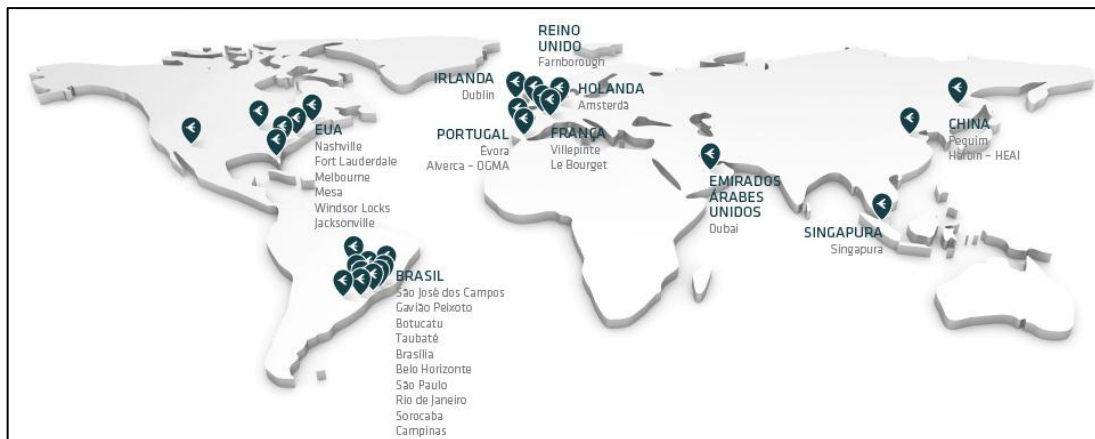 REINO
UNIDO
Farnborough
IRLANDA
Dublin
HOLANDA
Amsterdã
PORTUGAL
Évora
Alverca – OGMA
FRANÇA
Villepinte
Le Bourget
EUA
Nashville
Fort Lauderdale
Melbourne
Mesa
Windsor Locks
Jacksonville
CHINA
Pequim
Harbin – HEAI
EMIRADOS
ÁRABES
UNIDOS
Dubai
SINGAPURA
Singapura
BRASIL
São José dos Campos
Gavião Peixoto
Botucatu
Taubaté
Brasília
Belo Horizonte
São Paulo
Rio de Janeiro
Sorocaba
Campinas